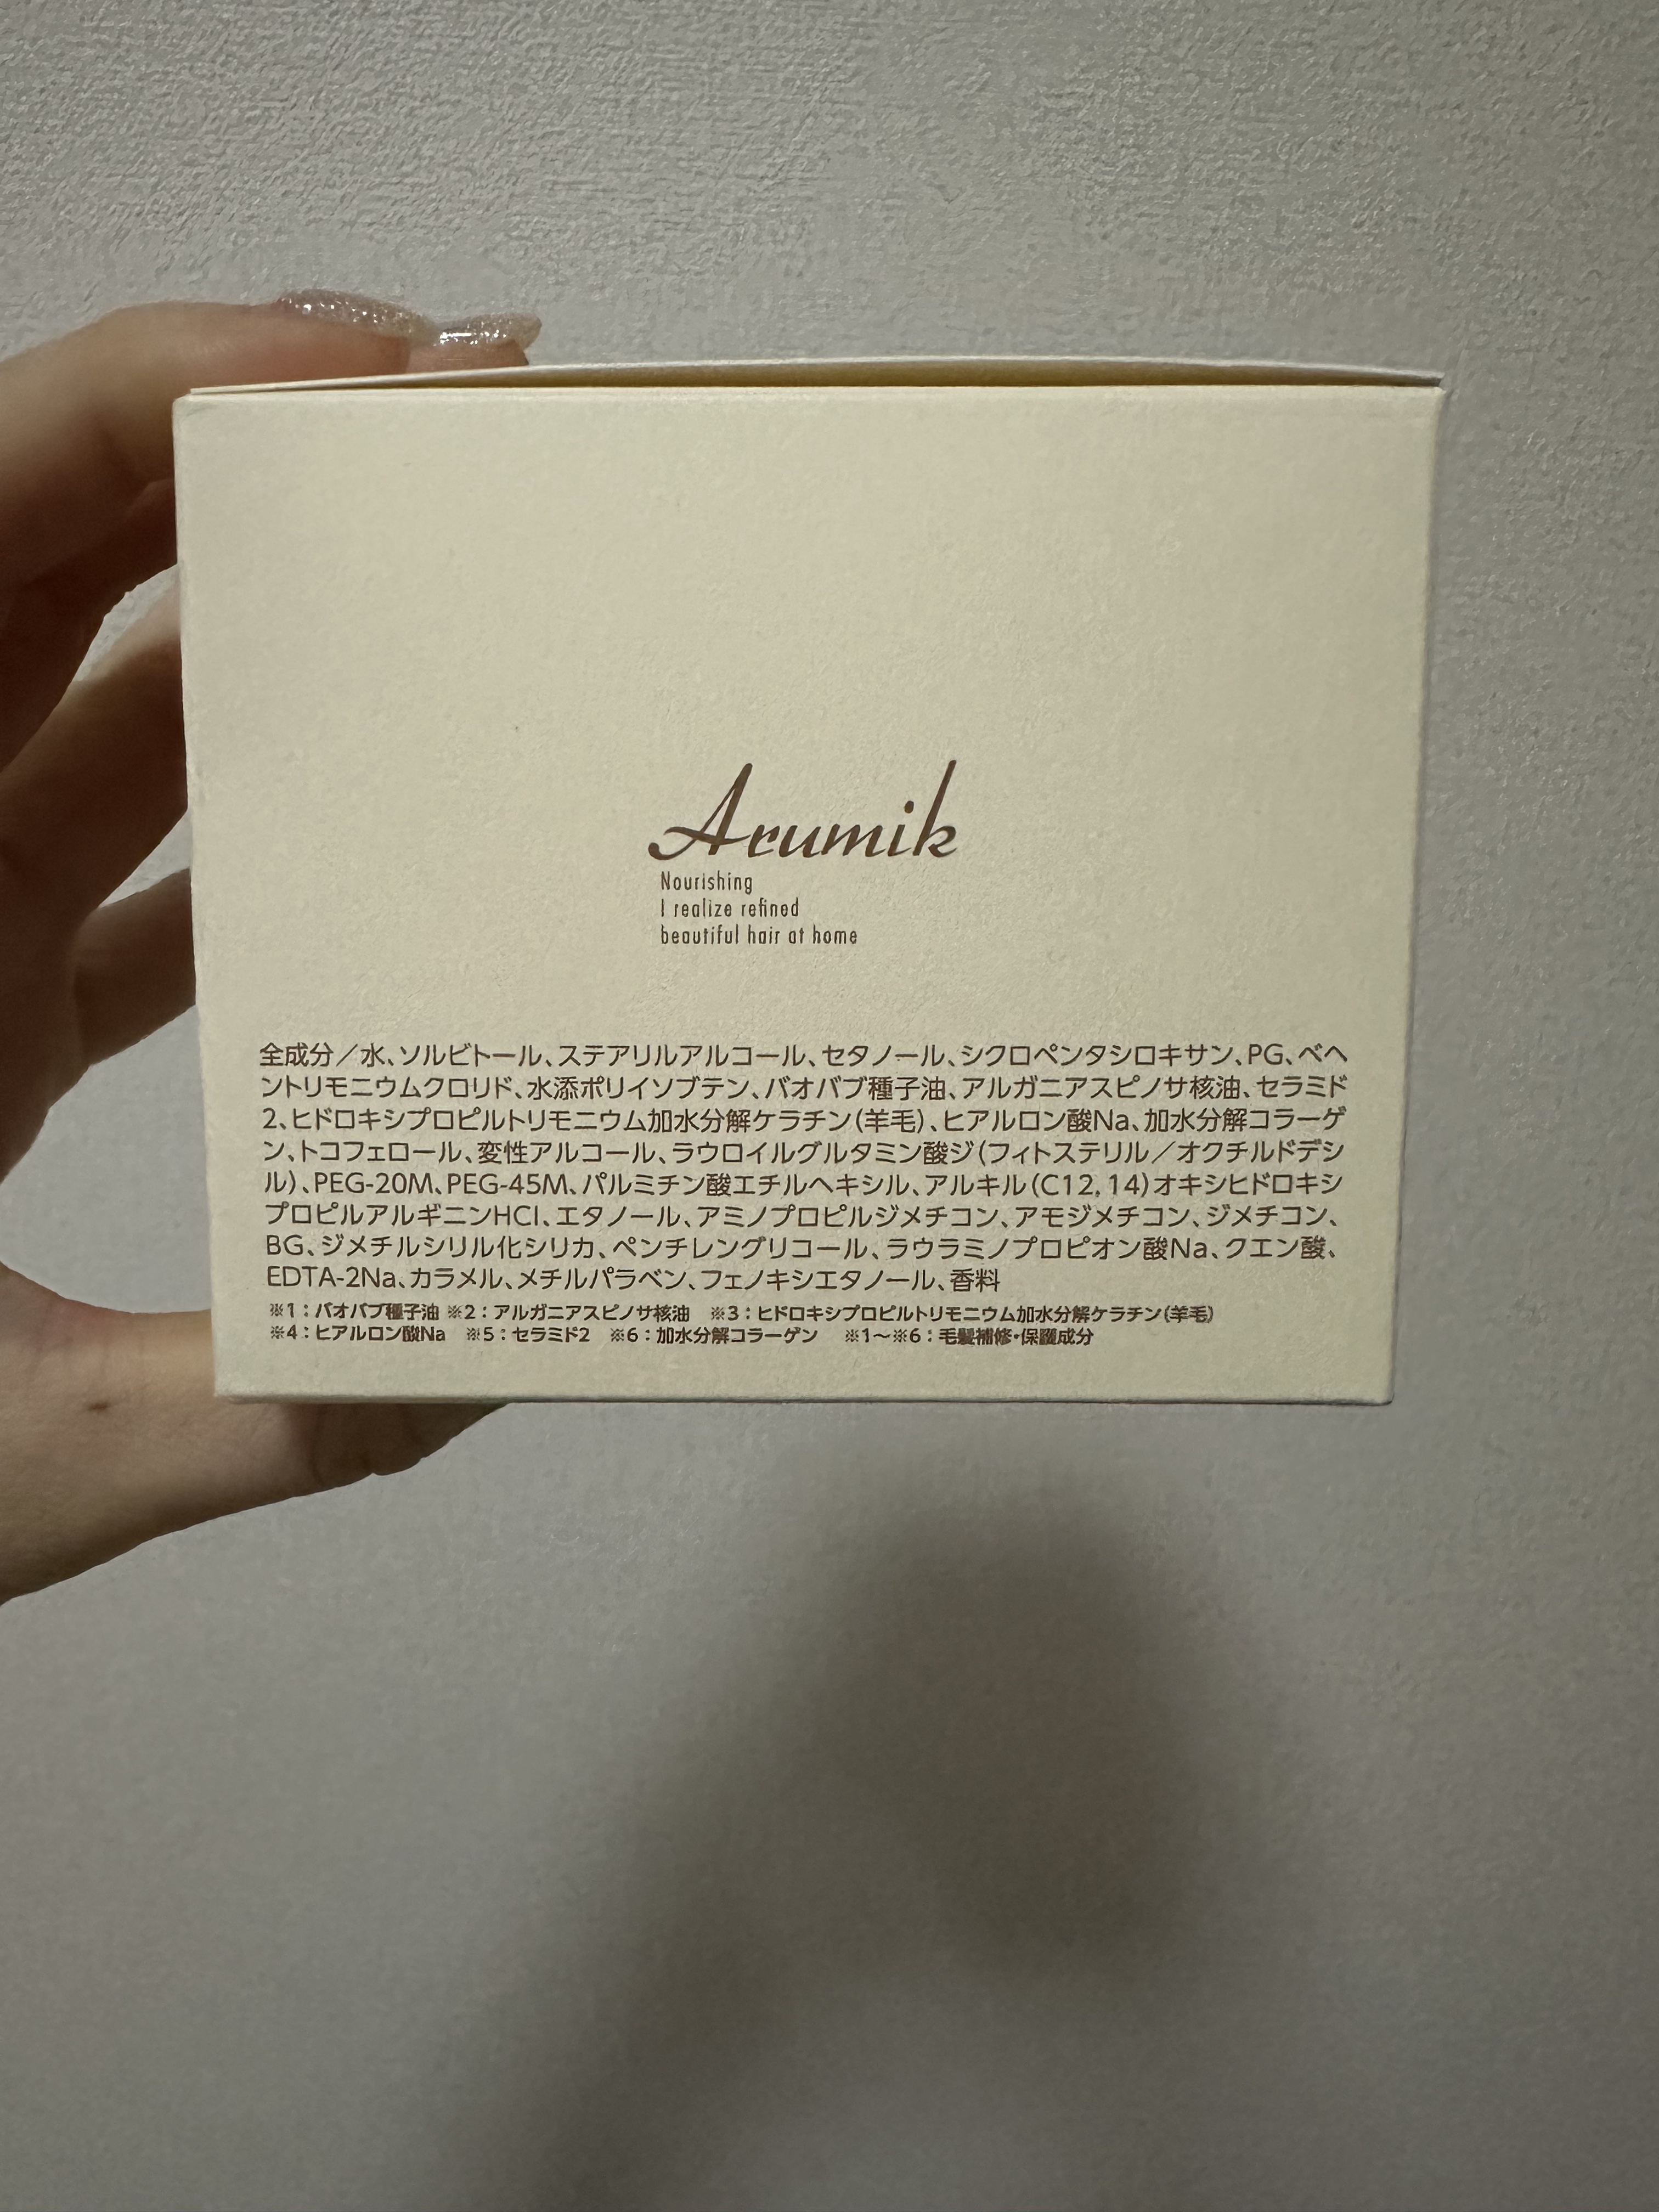 Arumik
Nourishing
I realize refined
beautiful hair at home
全成分／水、ソルビトール、ステアリルアルコール、セタノール、シクロペンタシロキサン、PG、ベヘ
ントリモニウムクロリド、水添ポリイソブテン、バオバブ種子油、アルガニアスピノサ核油、セラミド
2、ヒドロキシプロピルトリモニウム加水分解ケラチン（羊毛）、ヒアルロン酸Na、加水分解コラーゲ
ン、トコフェロール、変性アルコール、ラウロイルグルタミン酸ジ（フィトステリル／オクチルドデシ
ル）、PEG-20M、PEG-45M、パルミチン酸エチルヘキシル、アルキル（C12,14）オキシヒドロキシ
プロピルアルギニンHCl、エタノール、アミノプロピルジメチコン、アモジメチコン、ジメチコン、
BG、ジメチルシリル化シリカ、ペンチレングリコール、ラウラミノプロピオン酸Na、クエン酸、
EDTA-2Na、カラメル、メチルパラベン、フェノキシエタノール、香料
※1：バオバブ種子油 ※2：アルガニアスピノサ核油 ※3：ヒドロキシプロピルトリモニウム加水分解ケラチン（羊毛）
※4：ヒアルロン酸Na ※5：セラミド2 ※6：加水分解コラーゲン ※1～※6：毛髪補修・保護成分